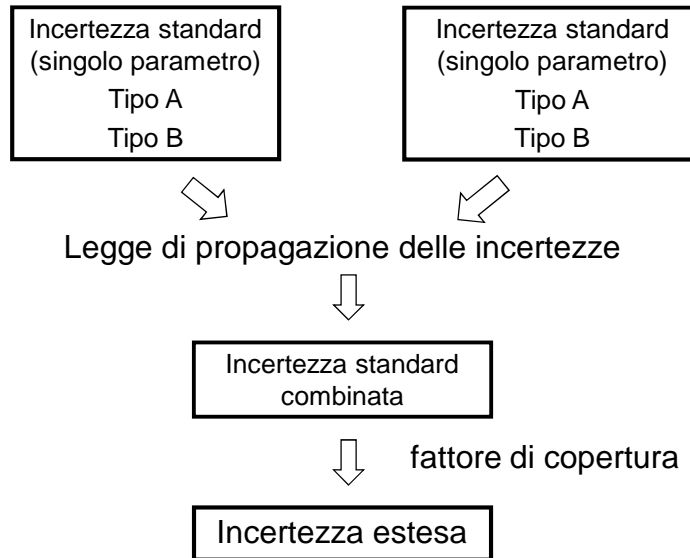 Incertezza standard
(singolo parametro)
Tipo A
Tipo B
Incertezza standard
(singolo parametro)
Tipo A
Tipo B
Legge di propagazione delle incertezze
Incertezza standard
combinata
fattore di copertura
Incertezza estesa